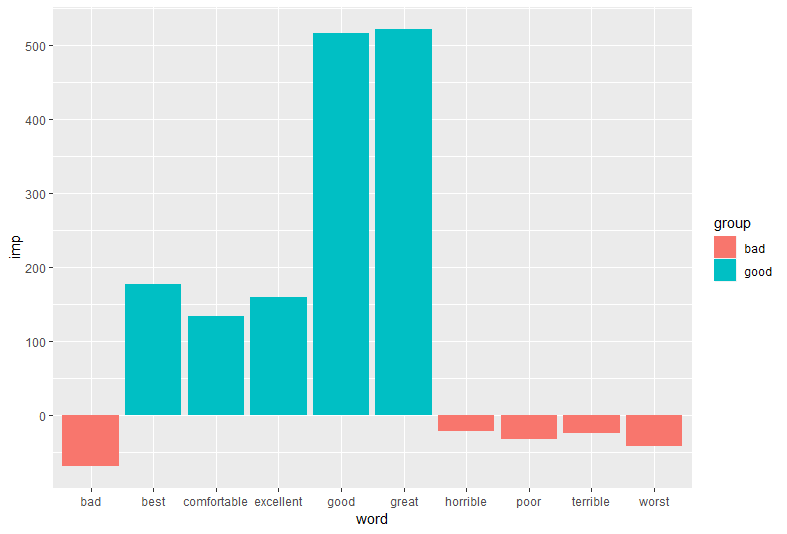 500
400
300
200
100
0
imp
bad best comfortable excellent good great horrible poor terrible worst
word
group
bad
good